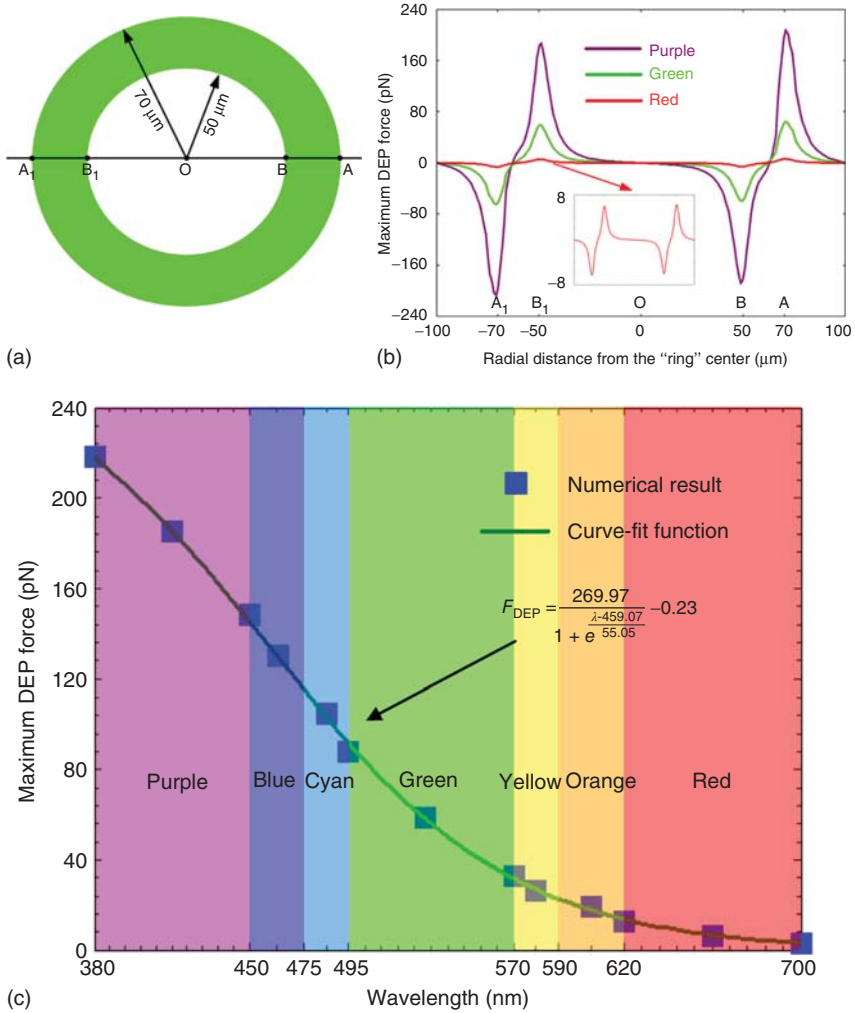 70 μm
50 μm
A₁ B₁ O B A
(a)
Maximum DEP force (pN)
240
160
80
0
−80
−160
−240
Purple
Green
Red
8
−8
A₁ B₁ O B A
−100 −70 −50 0 50 70 100
Radial distance from the “ring” center (μm)
(b)
Maximum DEP force (pN)
240
200
160
120
80
40
0
Numerical result
Curve-fit function
F_DEP = 269.97 / (1 + e^((λ-459.07)/55.05)) −0.23
Purple Blue Cyan Green Yellow Orange Red
380 450 475 495 570 590 620 700
Wavelength (nm)
(c)